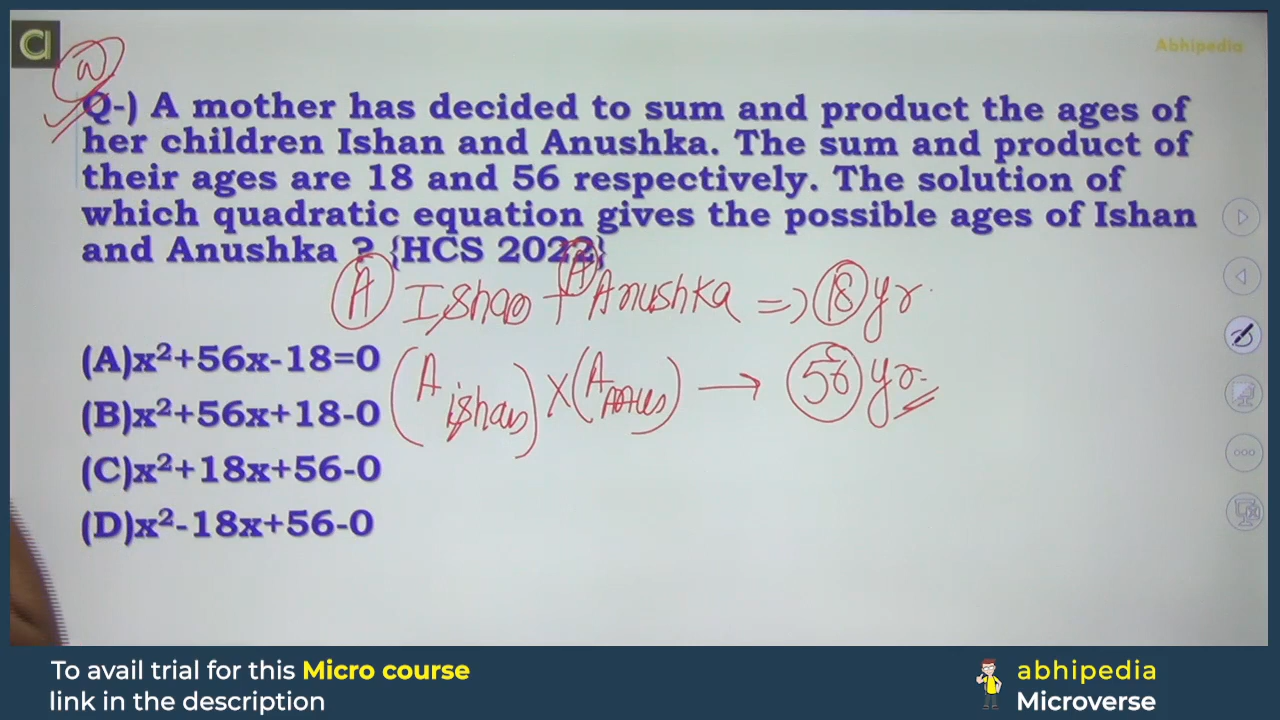 Abhipedia
Q-) A mother has decided to sum and product the ages of
her children Ishan and Anushka. The sum and product of
their ages are 18 and 56 respectively. The solution of
which quadratic equation gives the possible ages of Ishan
and Anushka ? {HCS 2022}
A Ishan + A Anushka => 18 yr.
(A)x²+56x-18=0
(A ishan) × (A Anus) → 56 yr.
(B)x²+56x+18-0
(C)x²+18x+56-0
(D)x²-18x+56-0
To avail trial for this Micro course
link in the description
abhipedia
Microverse